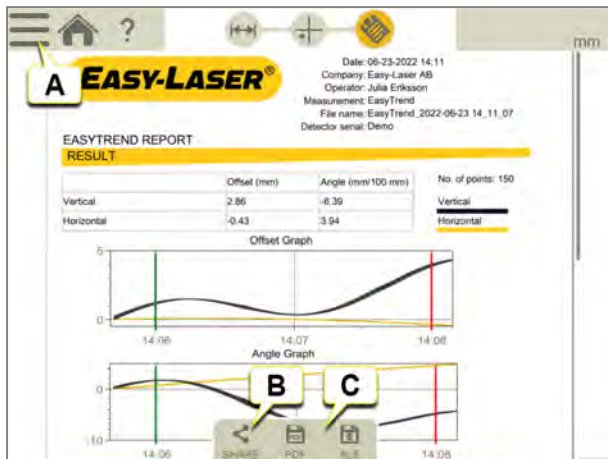 ?
mm
A
EASY-LASER®
Date: 06-23-2022 14:11
Company: Easy-Laser AB
Operator: Julia Eriksson
Measurement: EasyTrend
File name: EasyTrend_2022-06-23 14_11_07
Detector serial: Demo
EASYTREND REPORT
RESULT
Offset (mm) Angle (mm/100 mm) No. of points: 150
Vertical 2.86 -6.39 Vertical
Horizontal -0.43 3.94 Horizontal
Offset Graph
5
0
14.06 14.07 14.08
Angle Graph
B C
0
-10
14.06 14.08
SHARE PDF XLS